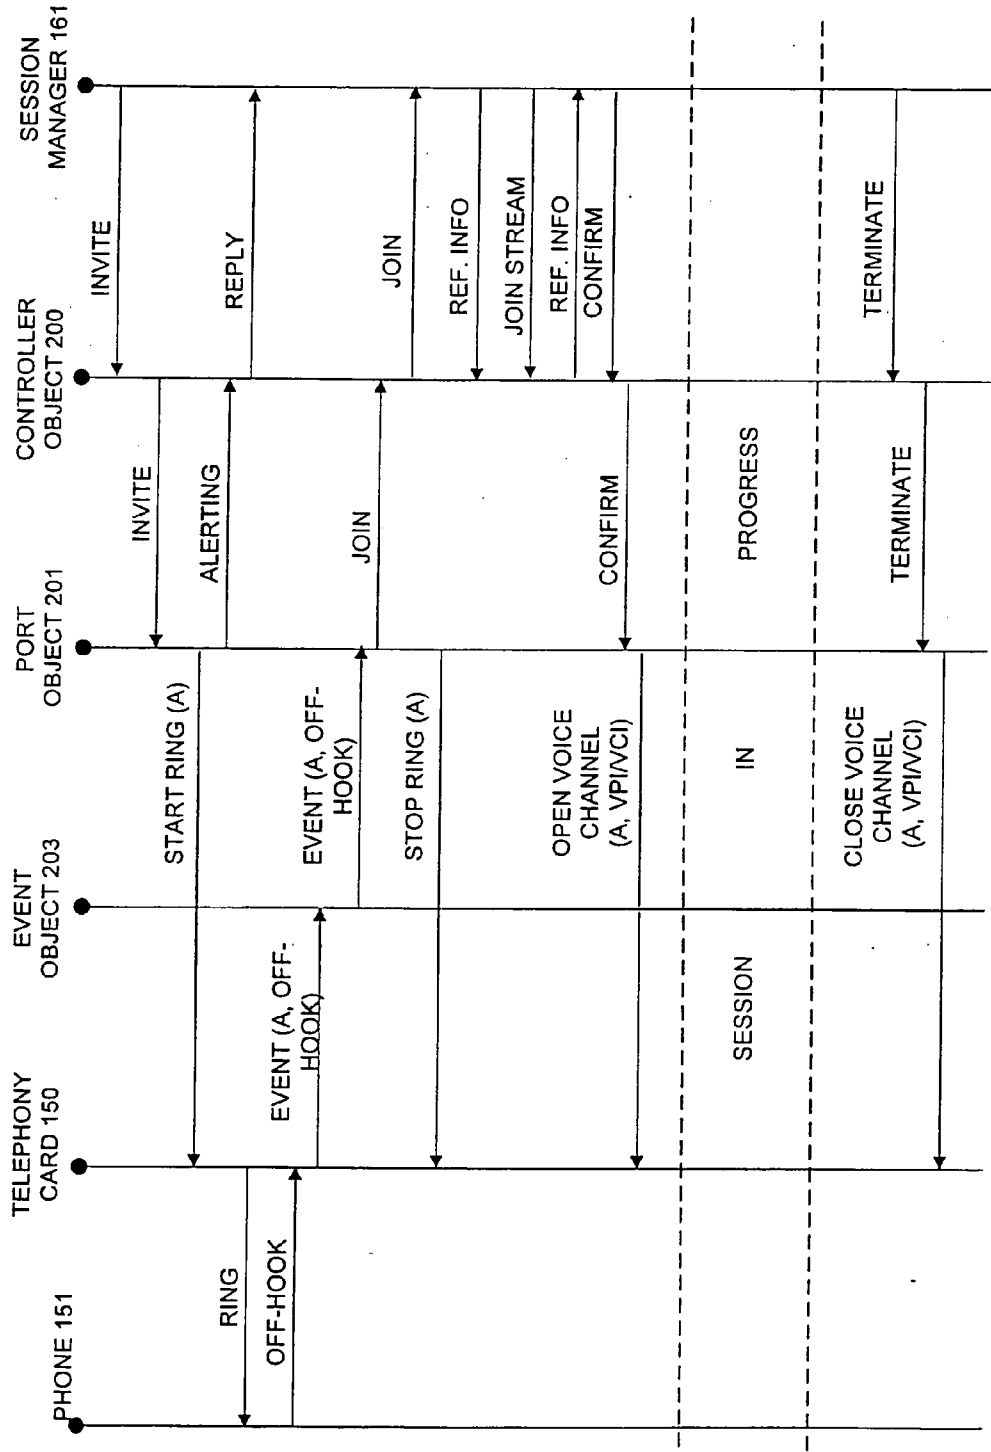 PHONE 151
TELEPHONY
CARD 150
EVENT
OBJECT 203
PORT
OBJECT 201
CONTROLLER
OBJECT 200
SESSION
MANAGER 161
INVITE
INVITE
START RING (A)
ALERTING
RING
REPLY
OFF-HOOK
EVENT (A, OFF-
HOOK)
EVENT (A, OFF-
HOOK)
JOIN
JOIN
STOP RING (A)
REF. INFO
JOIN STREAM
REF. INFO
CONFIRM
CONFIRM
OPEN VOICE
CHANNEL
(A, VPI/VCI)
SESSION
IN
PROGRESS
TERMINATE
TERMINATE
CLOSE VOICE
CHANNEL
(A, VPI/VCI)